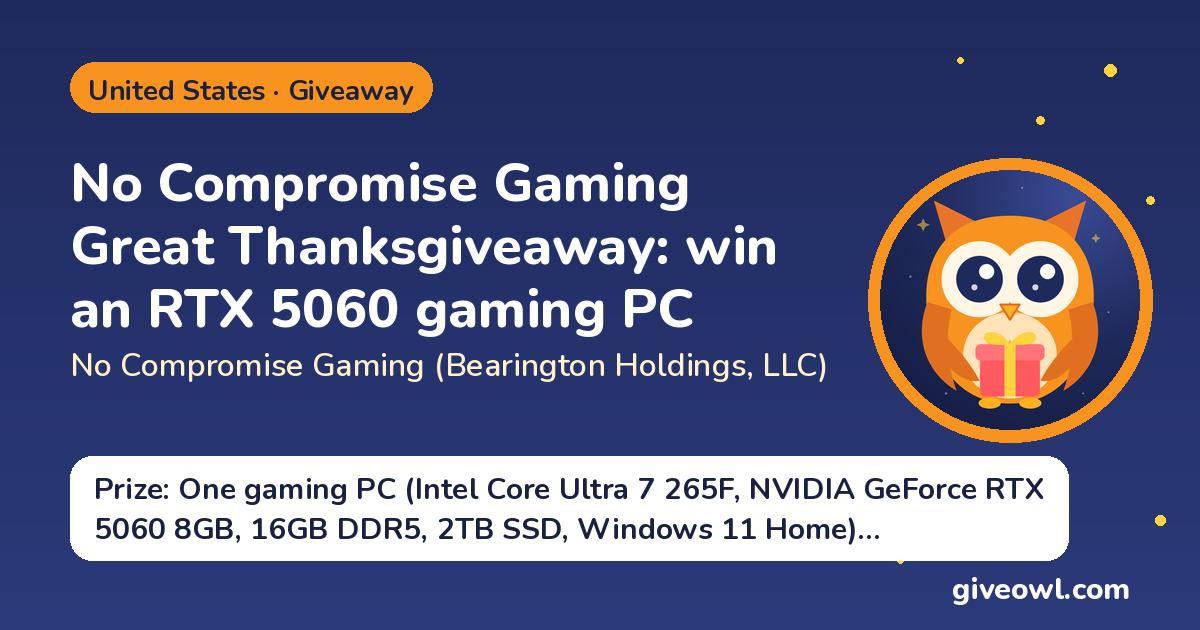 United States · Giveaway
No Compromise Gaming
Great Thanksgiveaway: win
an RTX 5060 gaming PC
No Compromise Gaming (Bearington Holdings, LLC)
Prize: One gaming PC (Intel Core Ultra 7 265F, NVIDIA GeForce RTX
5060 8GB, 16GB DDR5, 2TB SSD, Windows 11 Home)...
giveowl.com